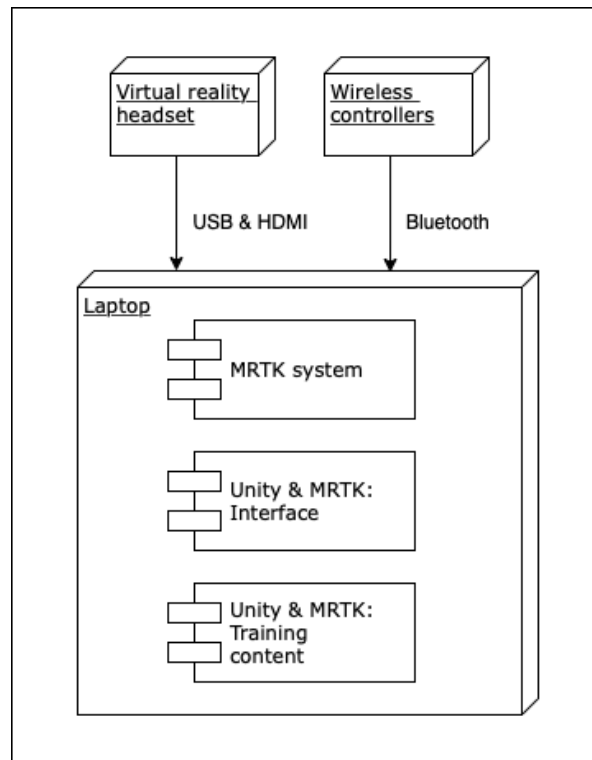 Virtual reality
headset
Wireless
controllers
USB & HDMI
Bluetooth
Laptop
MRTK system
Unity & MRTK:
Interface
Unity & MRTK:
Training
content